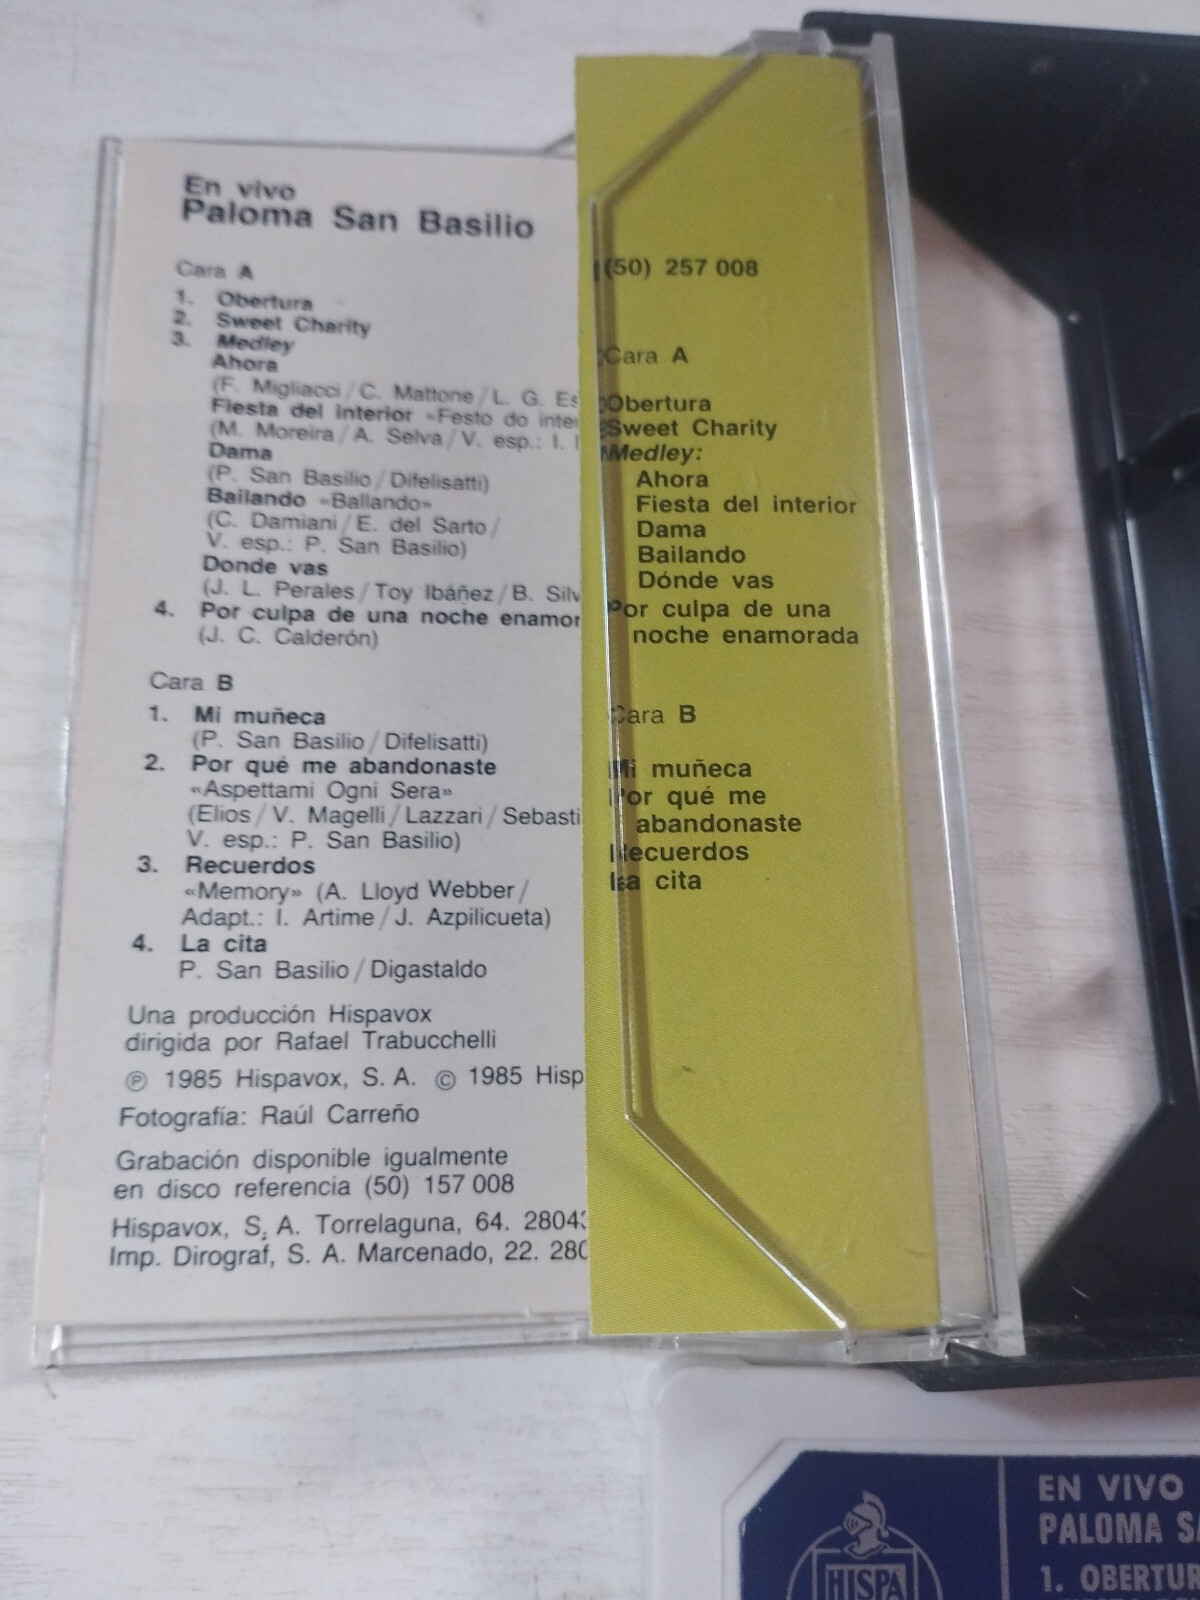 En vivo
Paloma San Basilio
Cara A
1. Obertura
2. Sweet Charity
3. Medley
Ahora
(F. Migliacci / C. Mattone / L. G. Es
Fiesta del interior «Festo do inter
(M. Moreira / A. Selva / V. esp.: I.
Dama
(P. San Basilio / Difelisatti)
Bailando «Ballando»
(C. Damiani / E. del Sarto /
V. esp.: P. San Basilio)
Donde vas
(J. L. Perales / Toy Ibáñez / B. Silv
4. Por culpa de una noche enamor
(J. C. Calderón)
Cara B
1. Mi muñeca
(P. San Basilio / Difelisatti)
2. Por qué me abandonaste
«Aspettami Ogni Sera»
(Elios / V. Magelli / Lazzari / Sebasti
V. esp.: P. San Basilio)
3. Recuerdos
«Memory» (A. Lloyd Webber /
Adapt.: I. Artime / J. Azpilicueta)
4. La cita
P. San Basilio / Digastaldo
Una producción Hispavox
dirigida por Rafael Trabucchelli
℗ 1985 Hispavox, S. A. © 1985 Hisp
Fotografía: Raúl Carreño
Grabación disponible igualmente
en disco referencia (50) 157 008
Hispavox, S. A. Torrelaguna, 64. 28043
Imp. Dirograf, S. A. Marcenado, 22. 280
(50) 257 008
Cara A
Obertura
Sweet Charity
Medley:
Ahora
Fiesta del interior
Dama
Bailando
Dónde vas
Por culpa de una
noche enamorada
Cara B
Mi muñeca
Por qué me
abandonaste
Recuerdos
La cita
EN VIVO
PALOMA SA
1. OBERTUR
HISPA